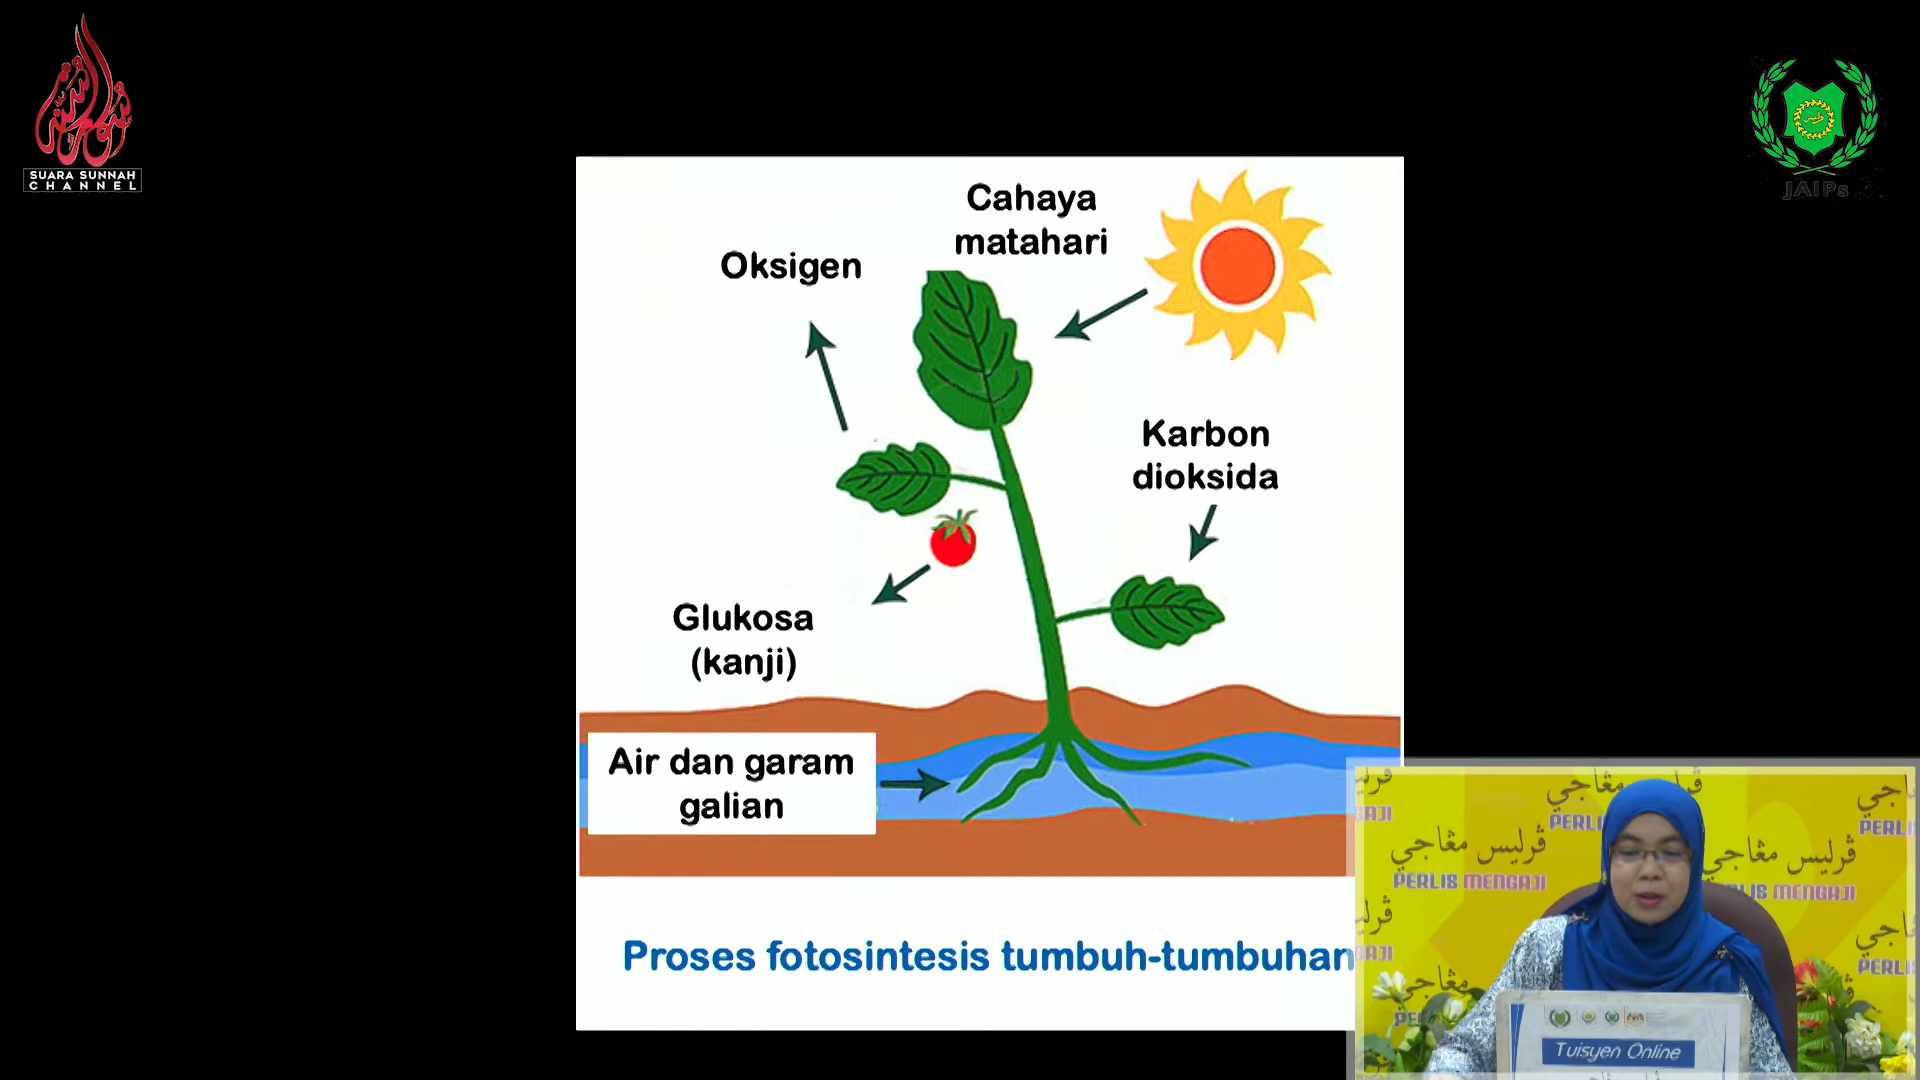 SUARA SUNNAH
CHANNEL
JAIPs
Cahaya
matahari
Oksigen
Karbon
dioksida
Glukosa
(kanji)
Air dan garam
galian
Proses fotosintesis tumbuh-tumbuhan
ڤرليس مڠاجي
PERLIS MENGAJI
Tuisyen Online